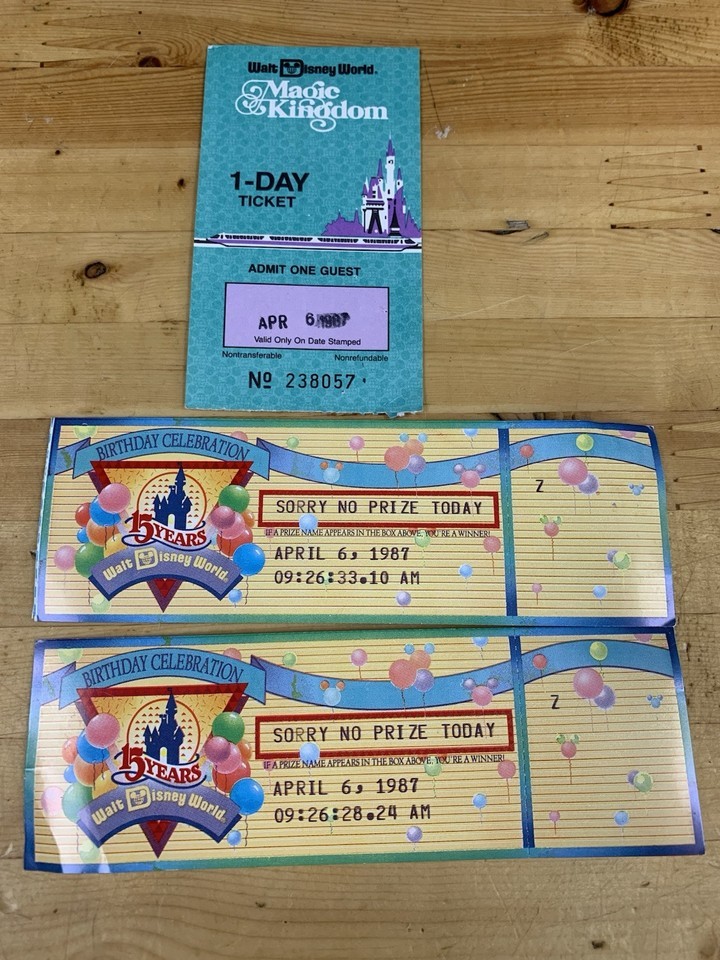 Walt Disney World.
Magic
Kingdom
1-DAY
TICKET
ADMIT ONE GUEST
APR 6 1987
Valid Only On Date Stamped
Nontransferable Nonrefundable
Nº 238057
BIRTHDAY CELEBRATION
15 YEARS
Walt Disney World.
SORRY NO PRIZE TODAY
IF A PRIZE NAME APPEARS IN THE BOX ABOVE, YOU'RE A WINNER!
APRIL 6, 1987
09:26:33.10 AM
Z
BIRTHDAY CELEBRATION
15 YEARS
Walt Disney World.
SORRY NO PRIZE TODAY
IF A PRIZE NAME APPEARS IN THE BOX ABOVE, YOU'RE A WINNER!
APRIL 6, 1987
09:26:28.24 AM
Z